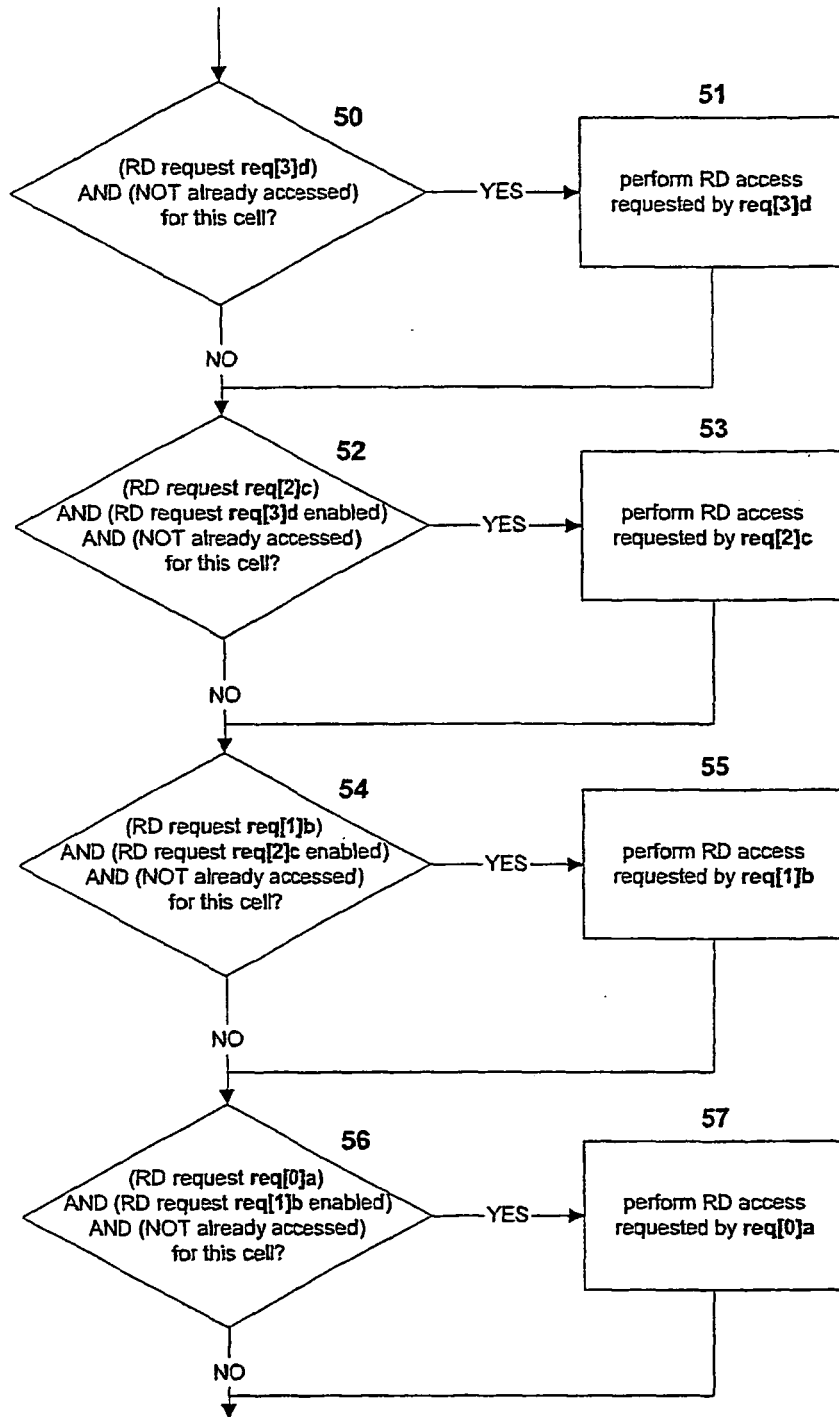 50
(RD request req[3]d)
AND (NOT already accessed)
for this cell?
YES
51
perform RD access
requested by req[3]d
NO
52
(RD request req[2]c)
AND (RD request req[3]d enabled)
AND (NOT already accessed)
for this cell?
YES
53
perform RD access
requested by req[2]c
NO
54
(RD request req[1]b)
AND (RD request req[2]c enabled)
AND (NOT already accessed)
for this cell?
YES
55
perform RD access
requested by req[1]b
NO
56
(RD request req[0]a)
AND (RD request req[1]b enabled)
AND (NOT already accessed)
for this cell?
YES
57
perform RD access
requested by req[0]a
NO